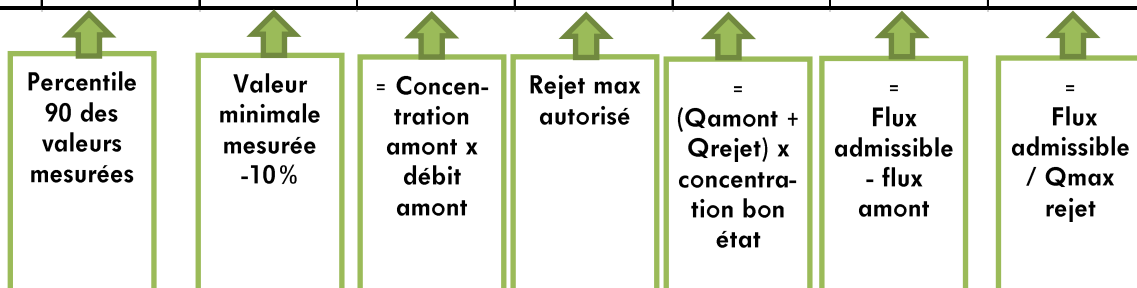 Percentile
90 des
valeurs
mesurées
Valeur
minimale
mesurée
-10%
= Concen-
tration
amont x
débit
amont
Rejet max
autorisé
=
(Qamont +
Qrejet) x
concentra-
tion bon
état
=
Flux
admissible
- flux
amont
=
Flux
admissible
/ Qmax
rejet